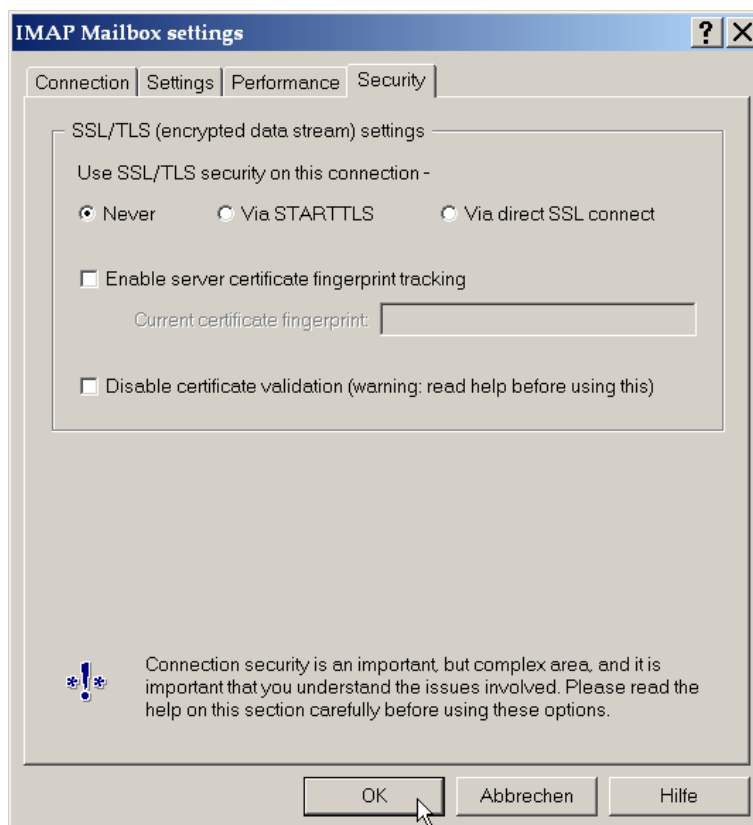 IMAP Mailbox settings
Connection Settings Performance Security
SSL/TLS (encrypted data stream) settings
Use SSL/TLS security on this connection -
Never Via STARTTLS Via direct SSL connect
Enable server certificate fingerprint tracking
Current certificate fingerprint:
Disable certificate validation (warning: read help before using this)
Connection security is an important, but complex area, and it is
important that you understand the issues involved. Please read the
help on this section carefully before using these options.
OK Abbrechen Hilfe